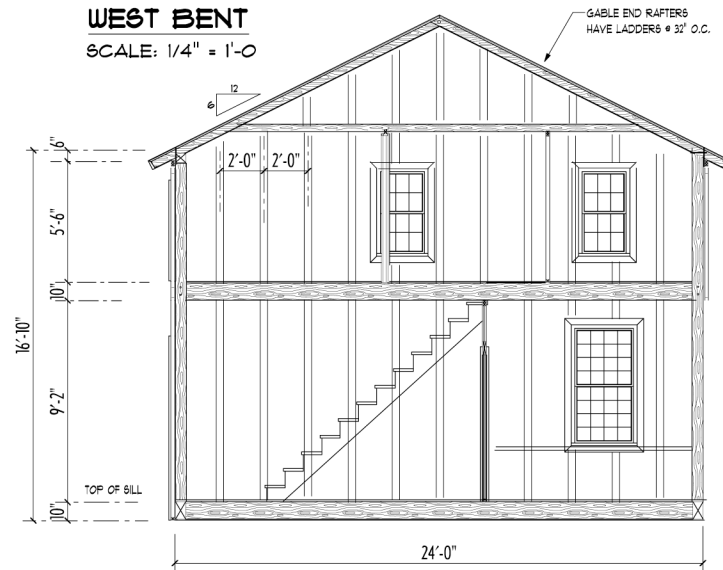 WEST BENT
SCALE: 1/4" = 1'-0
GABLE END RAFTERS
HAVE LADDERS @ 32" O.C.
12
6
6"
2'-0" 2'-0"
5'-6"
10"
16'-10"
9'-2"
TOP OF SILL
10"
24'-0"